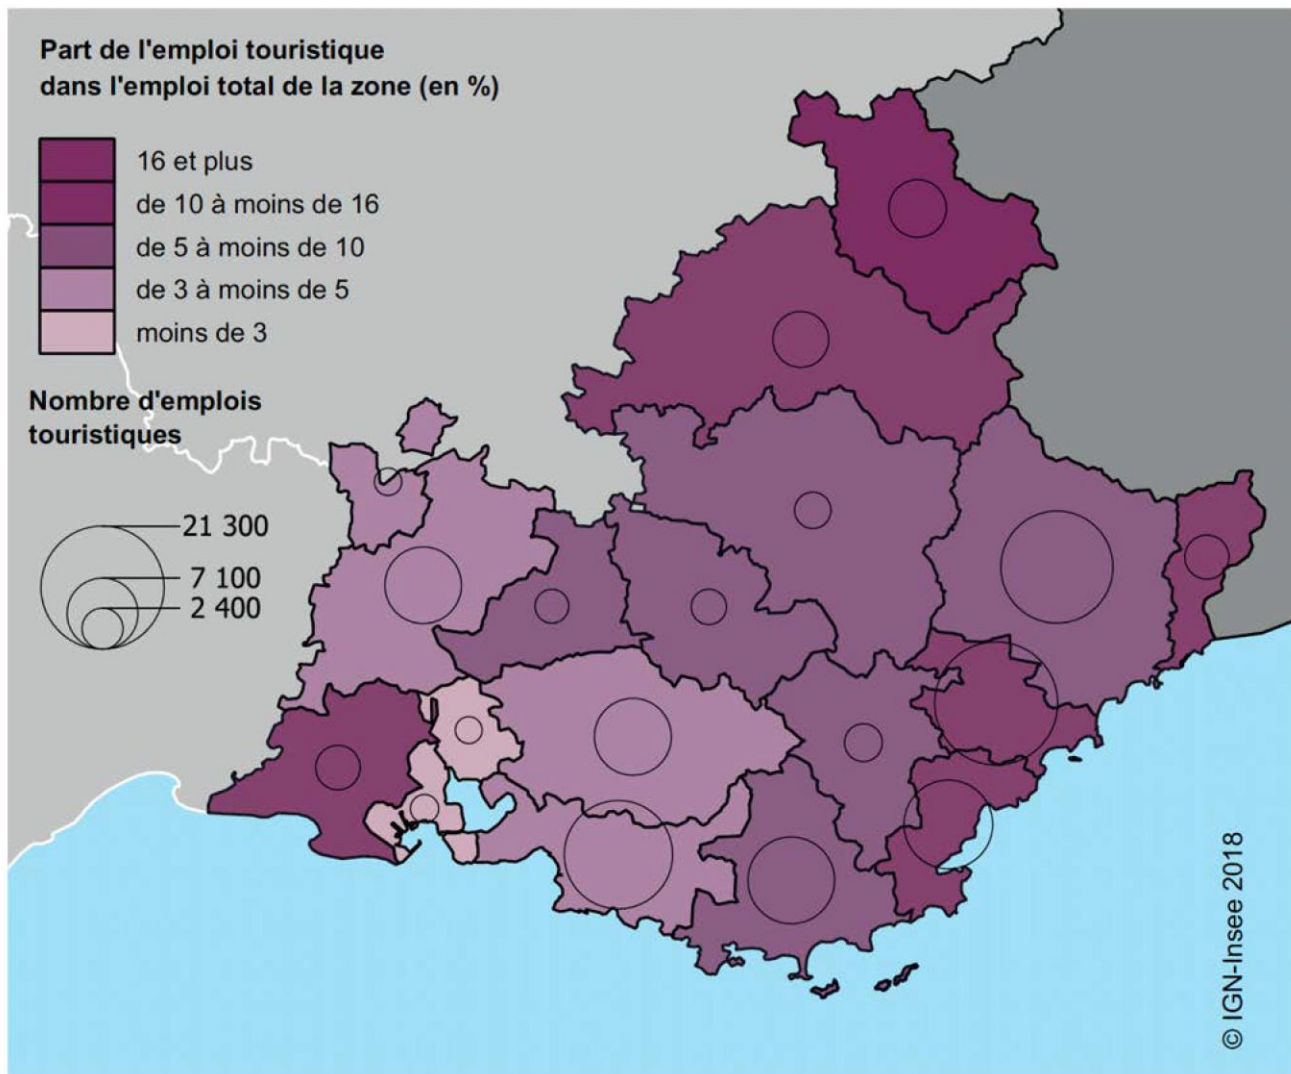 Part de l'emploi touristique
dans l'emploi total de la zone (en %)
16 et plus
de 10 à moins de 16
de 5 à moins de 10
de 3 à moins de 5
moins de 3
Nombre d'emplois
touristiques
21 300
7 100
2 400
© IGN-Insee 2018